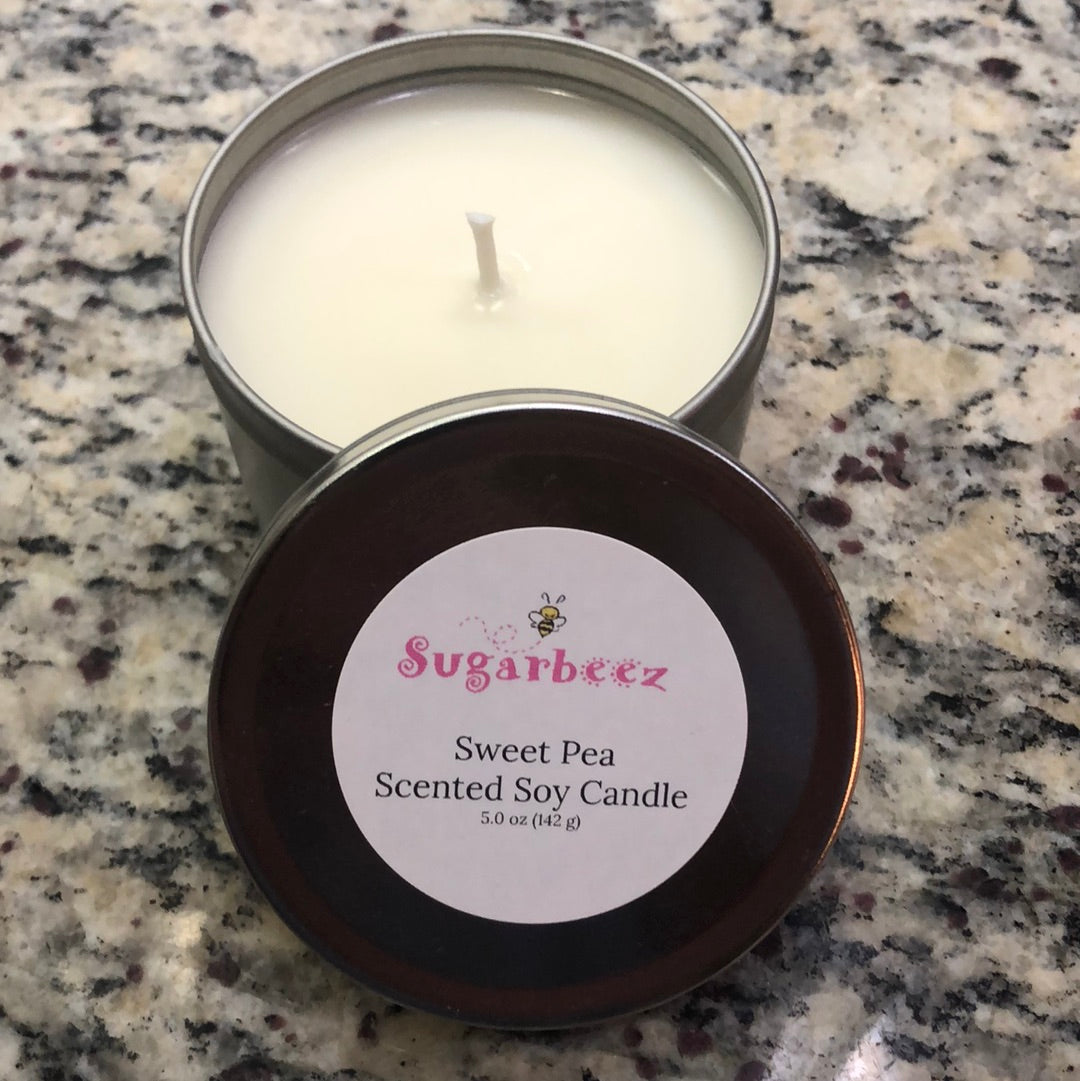 Sugarbeez
Sweet Pea
Scented Soy Candle
5.0 oz (142 g)